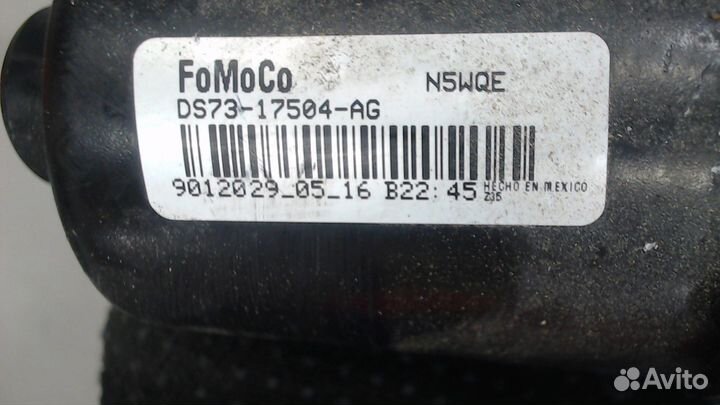 FoMoCo N5WQE
DS73-17504-AG
9012029_05_16 B22:45 HECHO EN MEXICO
Z35
Avito